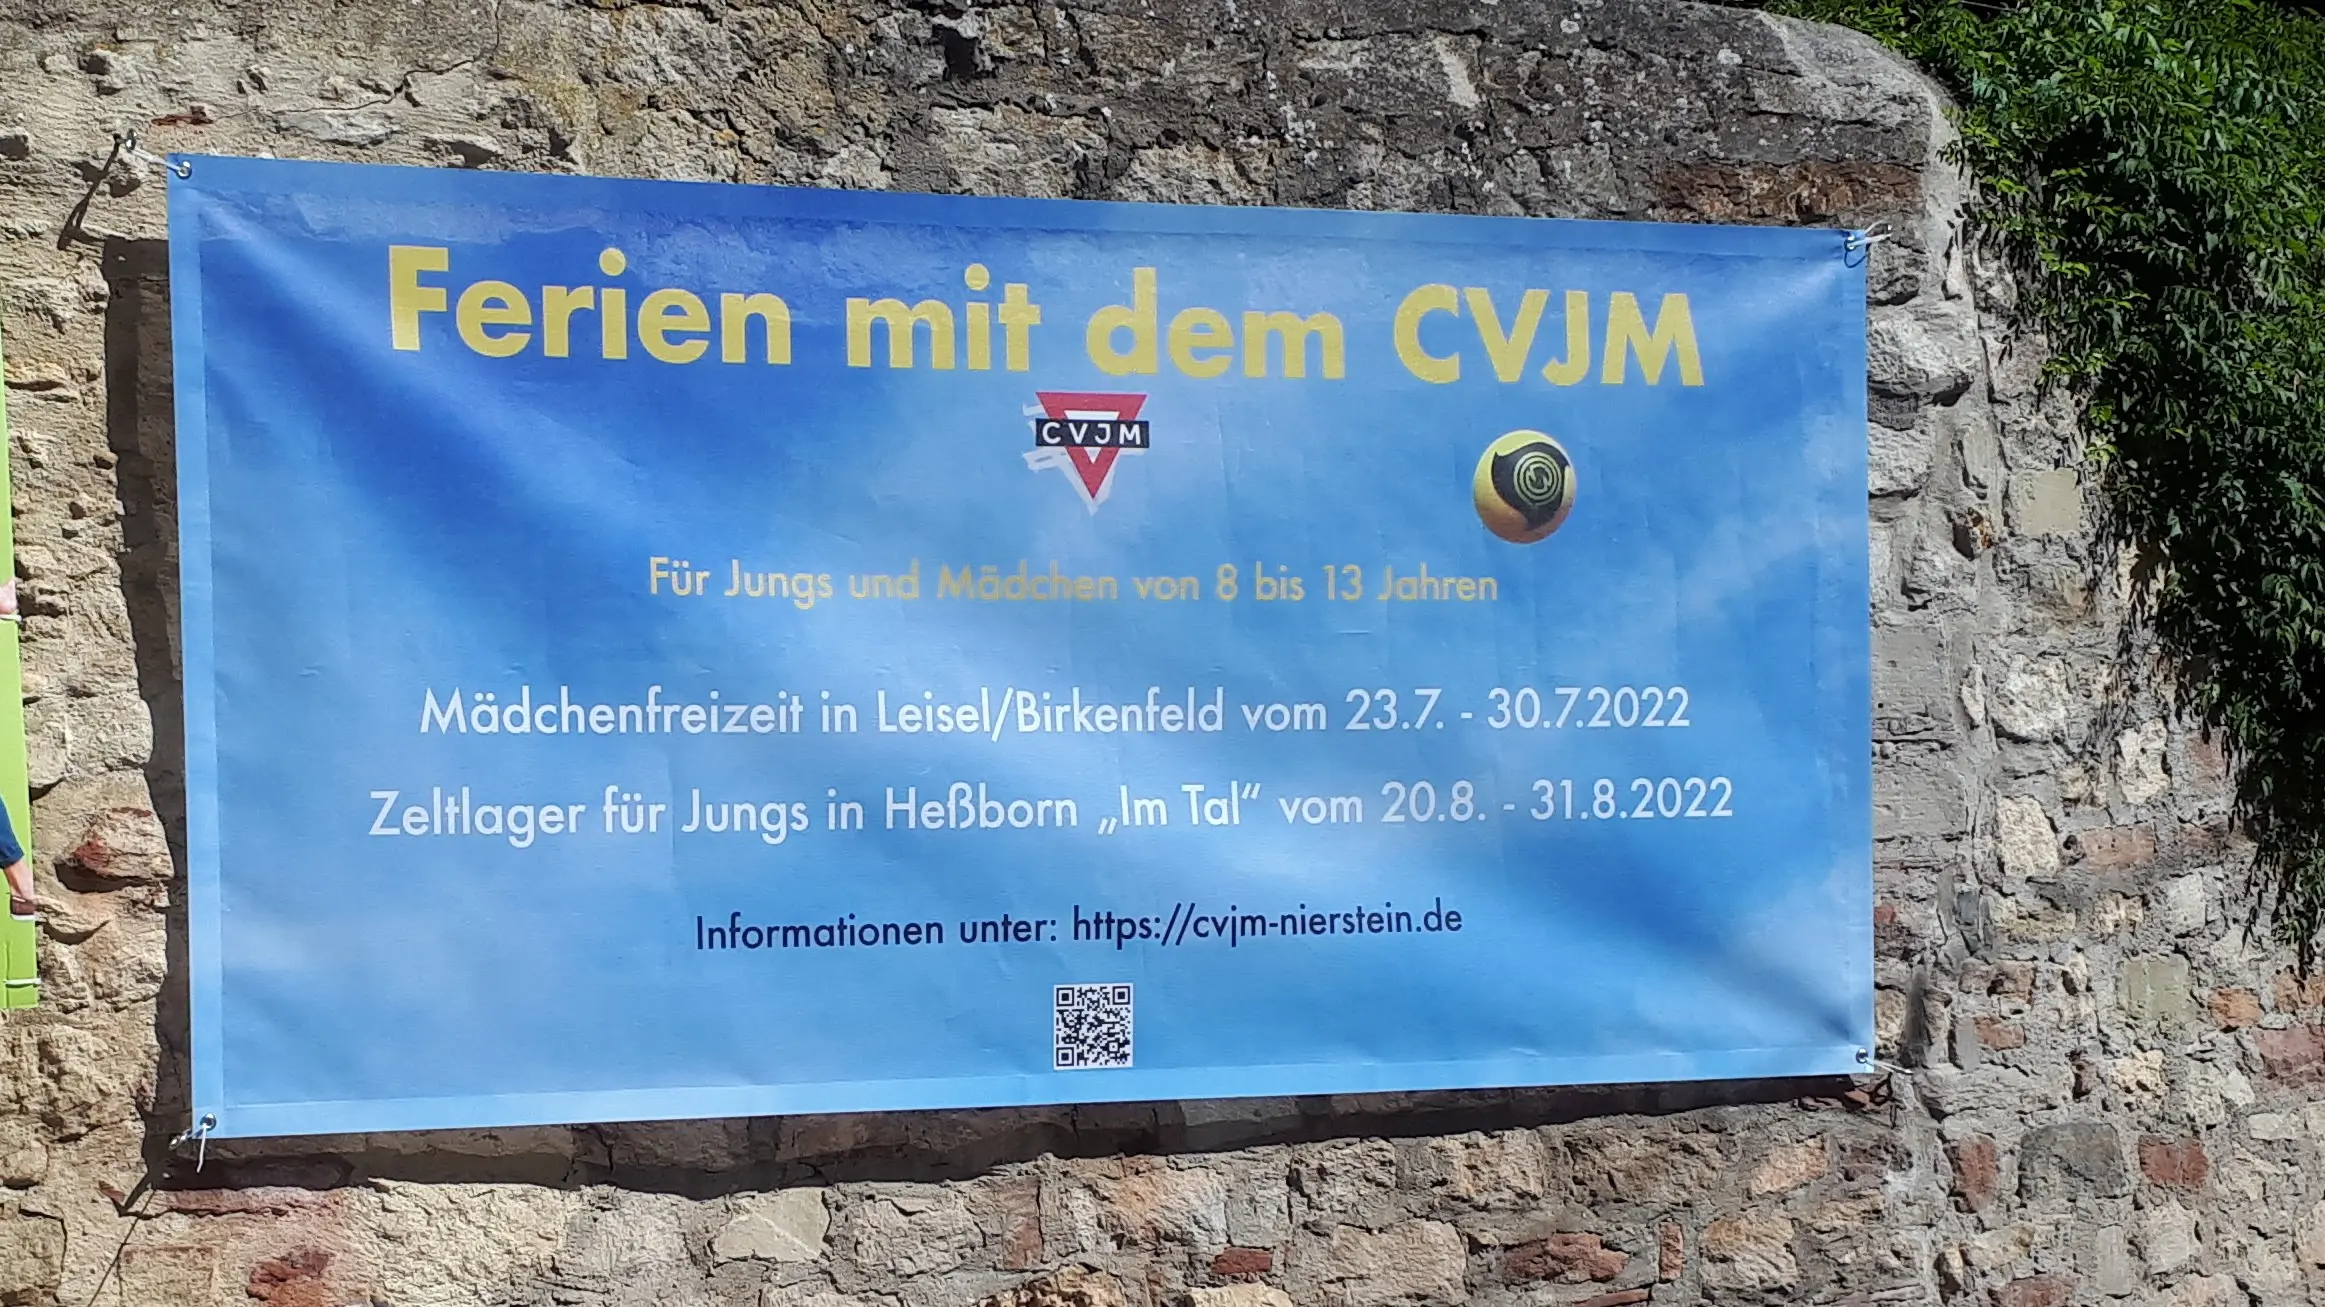 Ferien mit dem CVJM
CVJM
Für Jungs und Mädchen von 8 bis 13 Jahren
Mädchenfreizeit in Leisel/Birkenfeld vom 23.7. - 30.7.2022
Zeltlager für Jungs in Heßborn „Im Tal“ vom 20.8. - 31.8.2022
Informationen unter: https://cvjm-nierstein.de